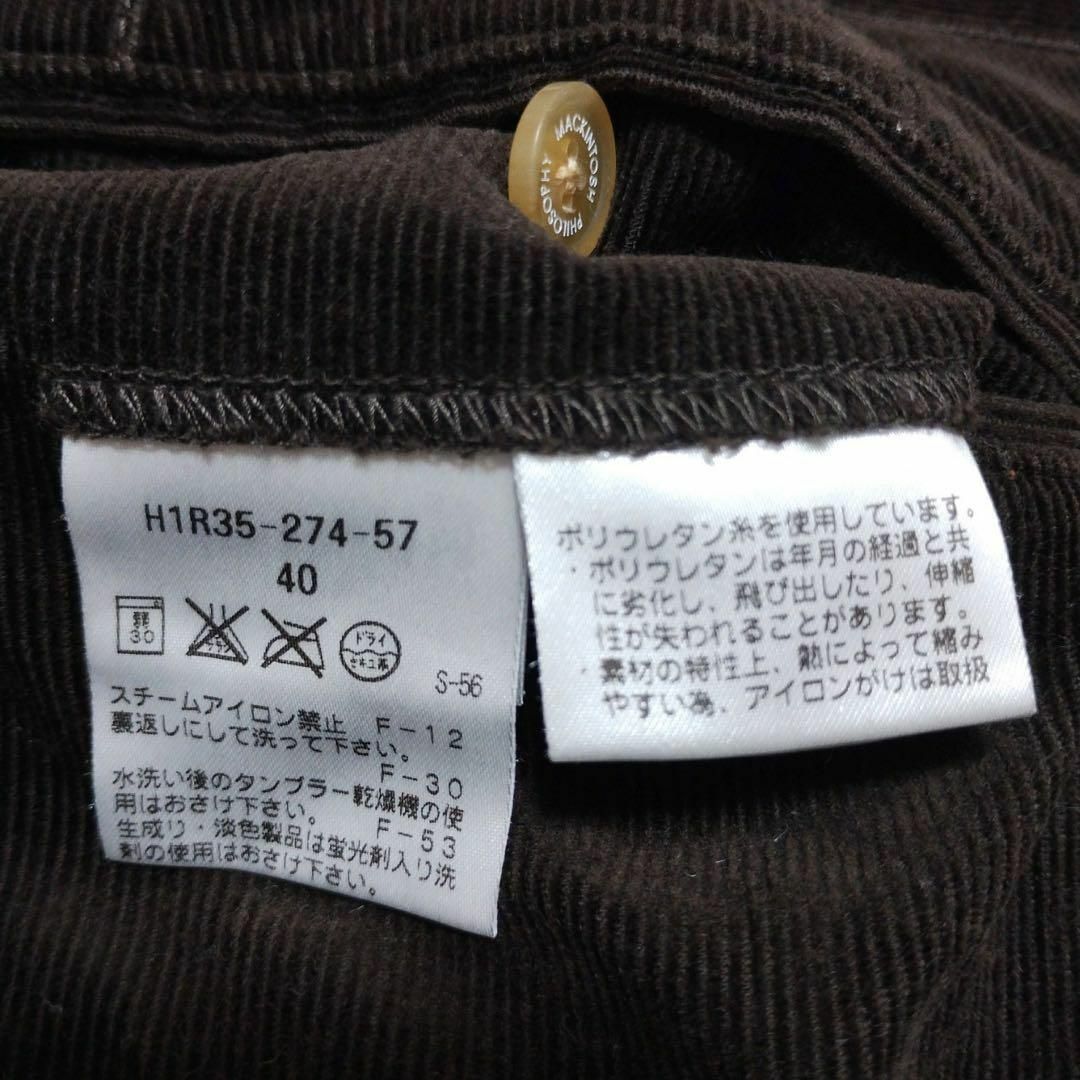 MACKINTOSH PHILOSOPHY
H1R35-274-57
40
弱
30
ドライ
S-56
スチームアイロン禁止 F-12
裏返しにして洗って下さい。
F-30
水洗い後のタンブラー乾燥機の使
用はおさけ下さい。
F-53
生成り・淡色製品は蛍光剤入り洗
剤の使用はおさけ下さい。
ポリウレタン糸を使用しています。
・ポリウレタンは年月の経過と共
に劣化し、飛び出したり、伸縮
性が失われることがあります。
・素材の特性上、熱によって縮み
やすい為、アイロンがけは取扱